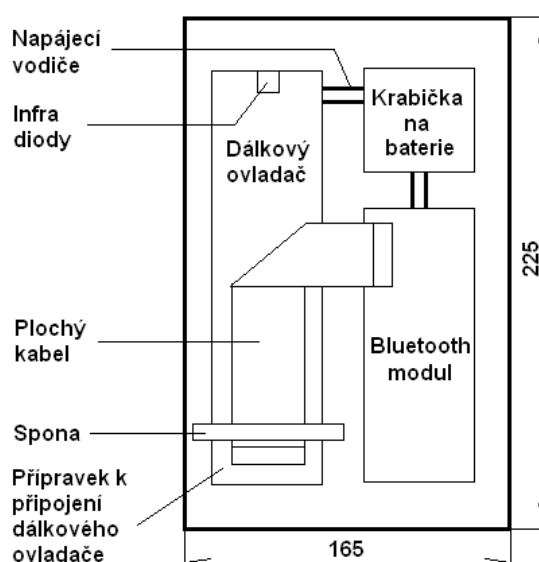 Napájecí
vodiče
Infra
diody
Dálkový
ovladač
Krabička
na
baterie
225
Plochý
kabel
Bluetooth
modul
Spona
Přípravek k
připojení
dálkového
ovladače
165